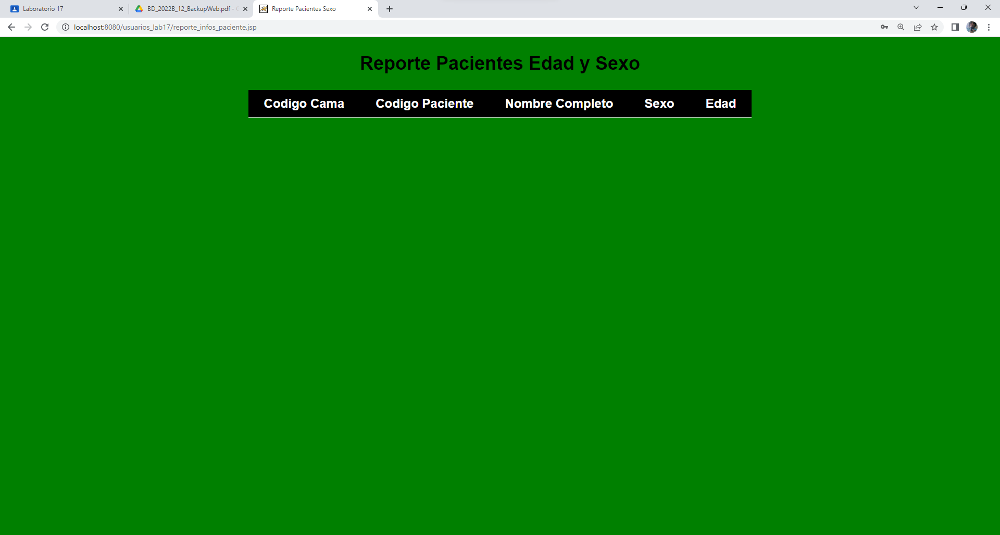 Laboratorio 17
BD_2022B_12_BackupWeb.pdf -
Reporte Pacientes Sexo
localhost:8080/usuarios_lab17/reporte_infos_paciente.jsp
Reporte Pacientes Edad y Sexo
Codigo Cama Codigo Paciente Nombre Completo Sexo Edad